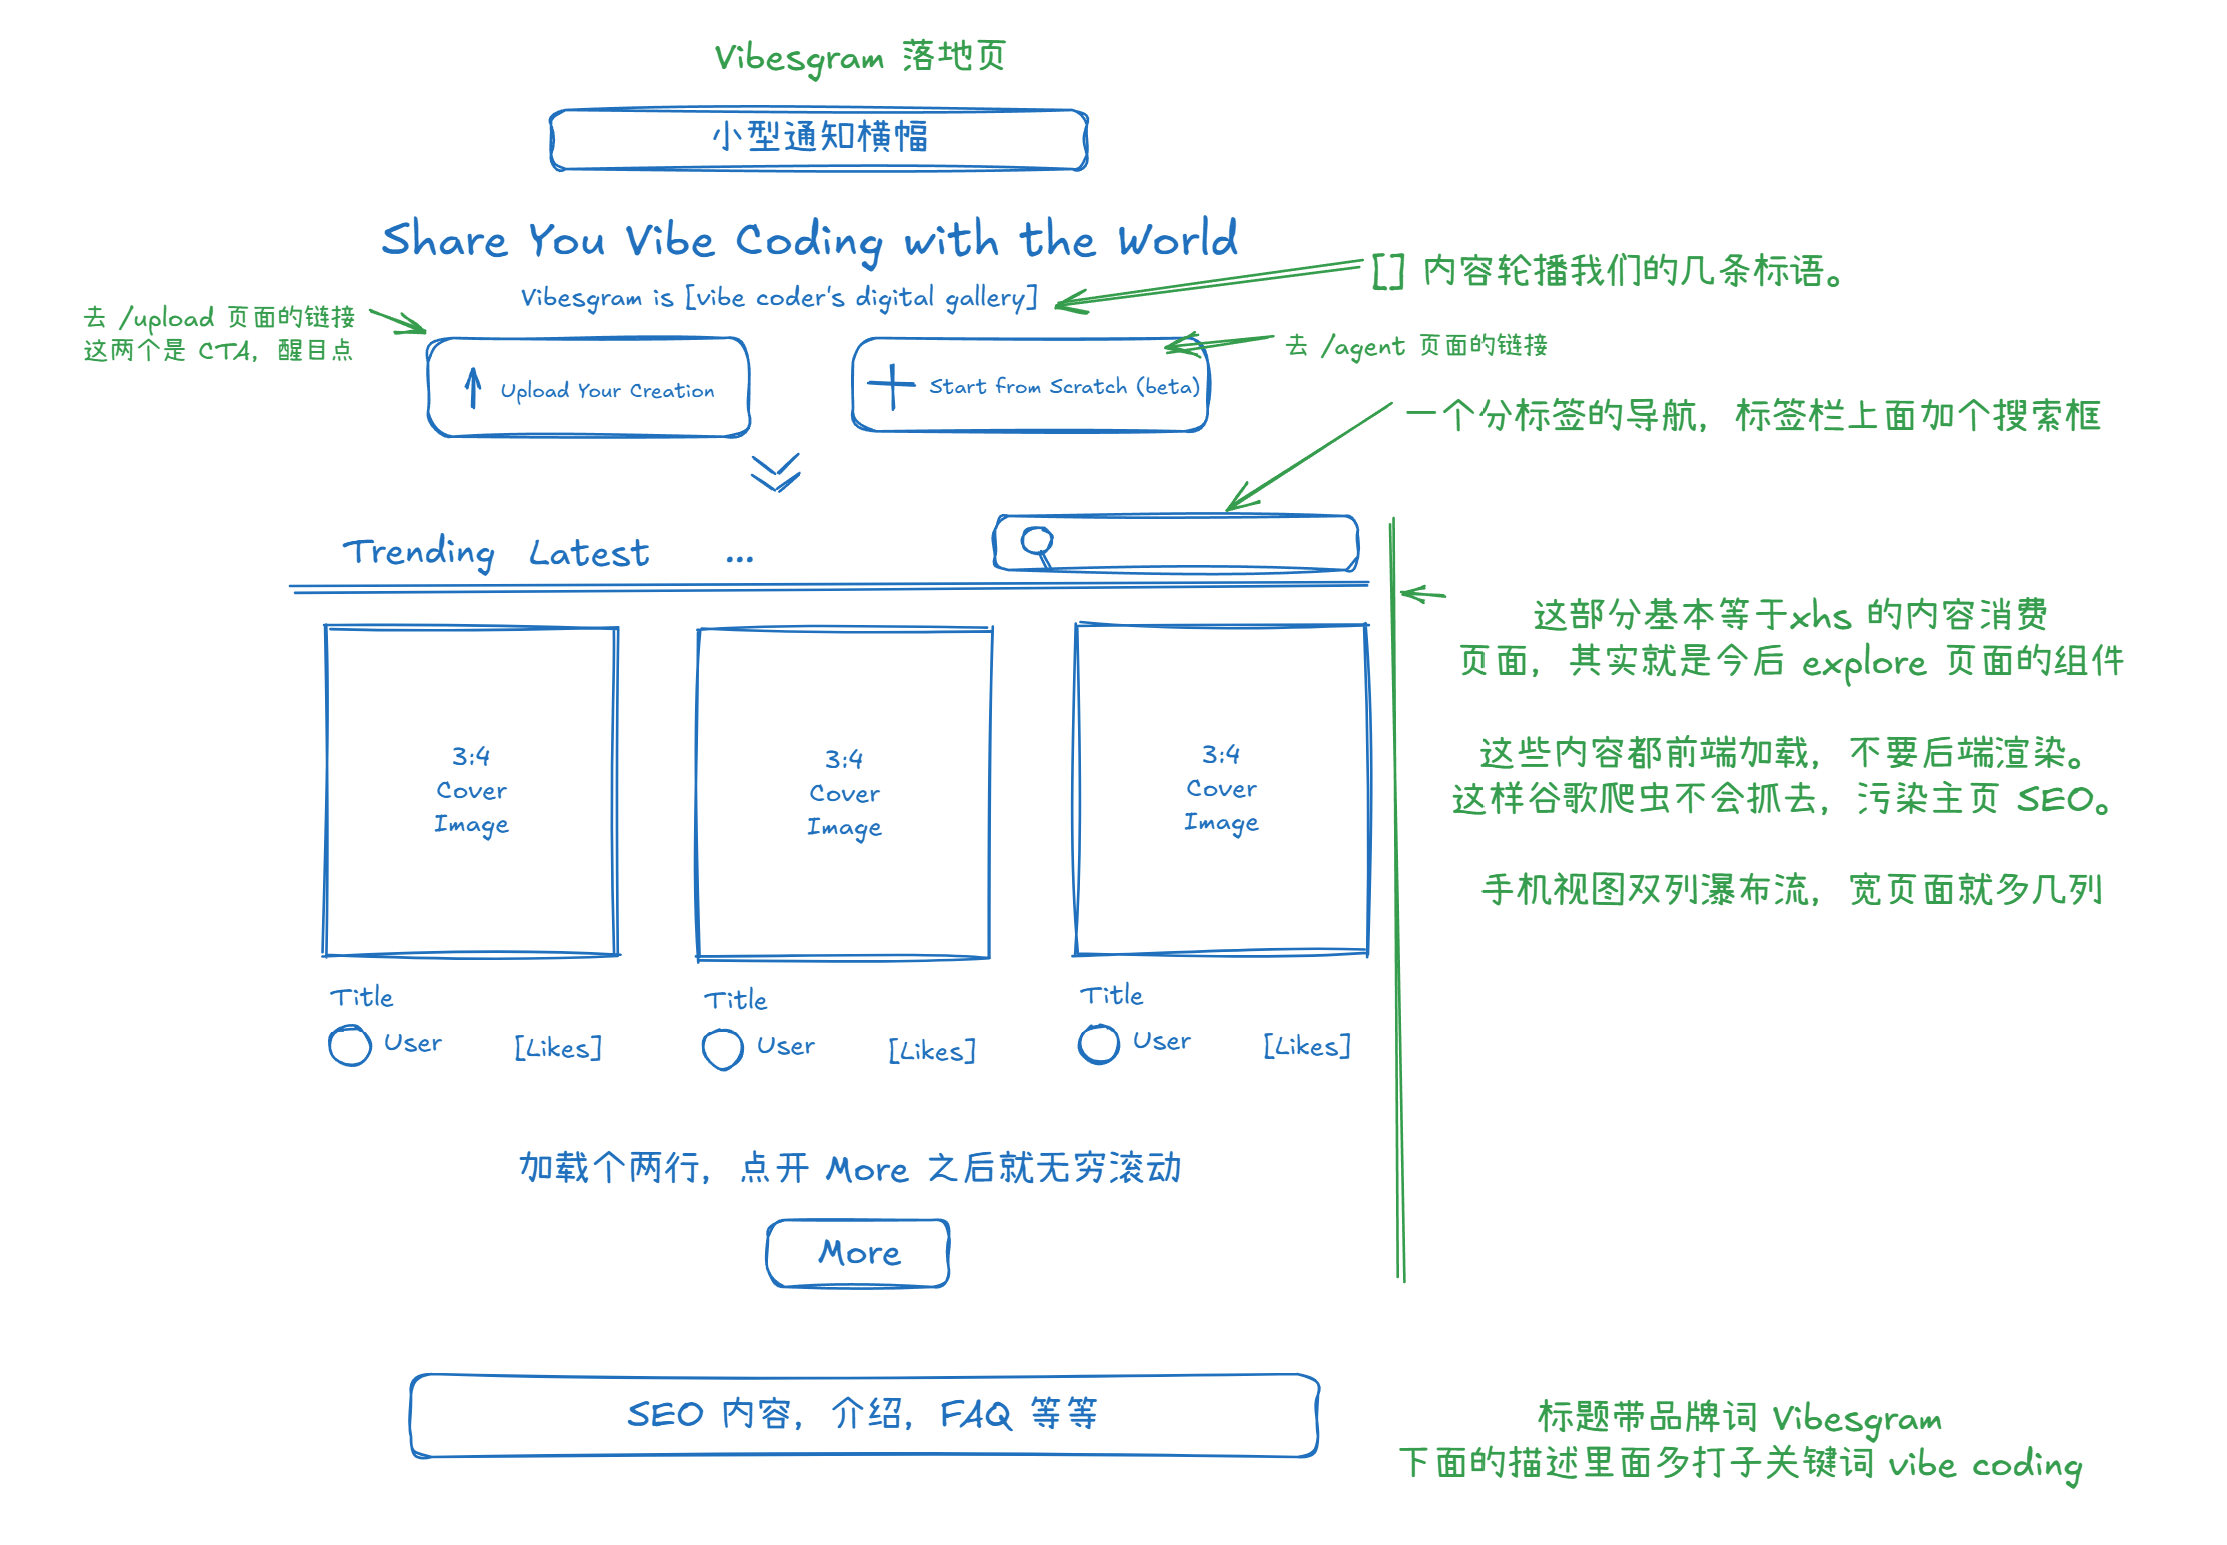 Vibesgram 落地页
小型通知横幅
Share You Vibe Coding with the World
Vibesgram is [vibe coder's digital gallery]
[] 内容轮播我们的几条标语。
去 /upload 页面的链接
这两个是 CTA，醒目点
Upload Your Creation
Start from Scratch (beta)
去 /agent 页面的链接
一个分标签的导航，标签栏上面加个搜索框
Trending Latest ...
这部分基本等于xhs 的内容消费
页面，其实就是今后 explore 页面的组件
这些内容都前端加载，不要后端渲染。
这样谷歌爬虫不会抓去，污染主页 SEO。
手机视图双列瀑布流，宽页面就多几列
3:4
Cover
Image
3:4
Cover
Image
3:4
Cover
Image
Title
User [Likes]
Title
User [Likes]
Title
User [Likes]
加载个两行，点开 More 之后就无穷滚动
More
SEO 内容，介绍，FAQ 等等
标题带品牌词 Vibesgram
下面的描述里面多打子关键词 vibe coding